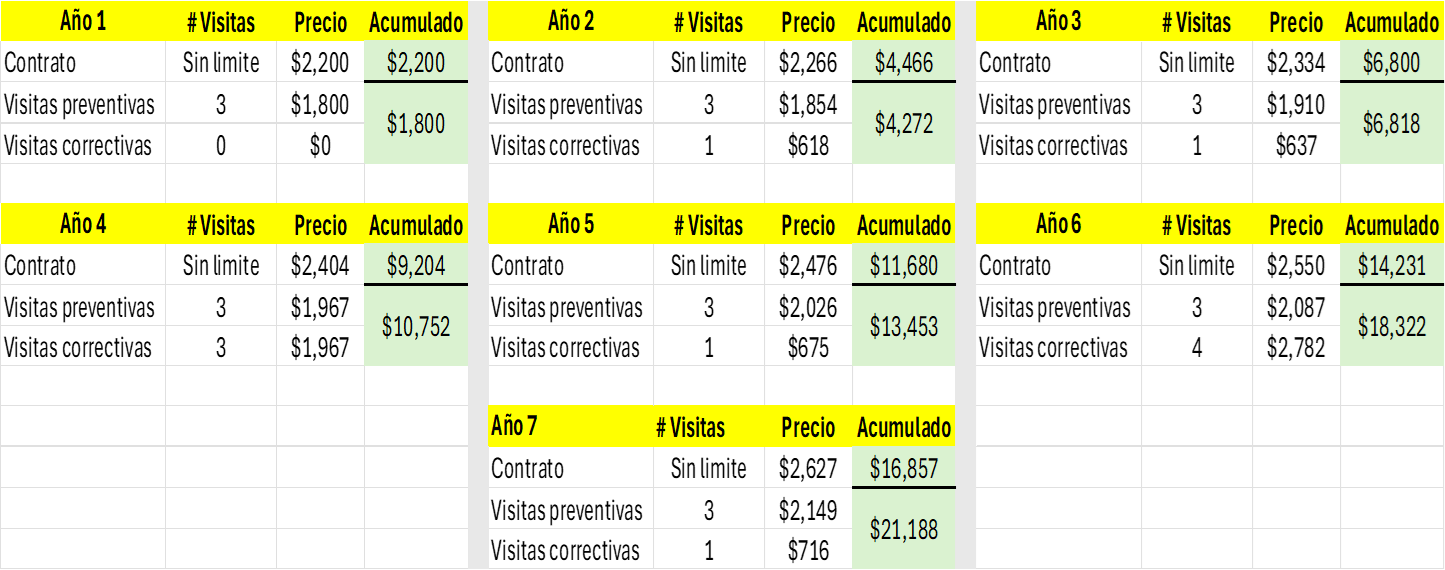 Año 1 # Visitas Precio Acumulado Año 2 # Visitas Precio Acumulado Año 3 # Visitas Precio Acumulado
Contrato Sin limite $2,200 $2,200 Contrato Sin limite $2,266 $4,466 Contrato Sin limite $2,334 $6,800
Visitas preventivas 3 $1,800 $1,800 Visitas preventivas 3 $1,854 $4,272 Visitas preventivas 3 $1,910 $6,818
Visitas correctivas 0 $0 Visitas correctivas 1 $618 Visitas correctivas 1 $637
Año 4 # Visitas Precio Acumulado Año 5 # Visitas Precio Acumulado Año 6 # Visitas Precio Acumulado
Contrato Sin limite $2,404 $9,204 Contrato Sin limite $2,476 $11,680 Contrato Sin limite $2,550 $14,231
Visitas preventivas 3 $1,967 $10,752 Visitas preventivas 3 $2,026 $13,453 Visitas preventivas 3 $2,087 $18,322
Visitas correctivas 3 $1,967 Visitas correctivas 1 $675 Visitas correctivas 4 $2,782
Año 7 # Visitas Precio Acumulado
Contrato Sin limite $2,627 $16,857
Visitas preventivas 3 $2,149 $21,188
Visitas correctivas 1 $716